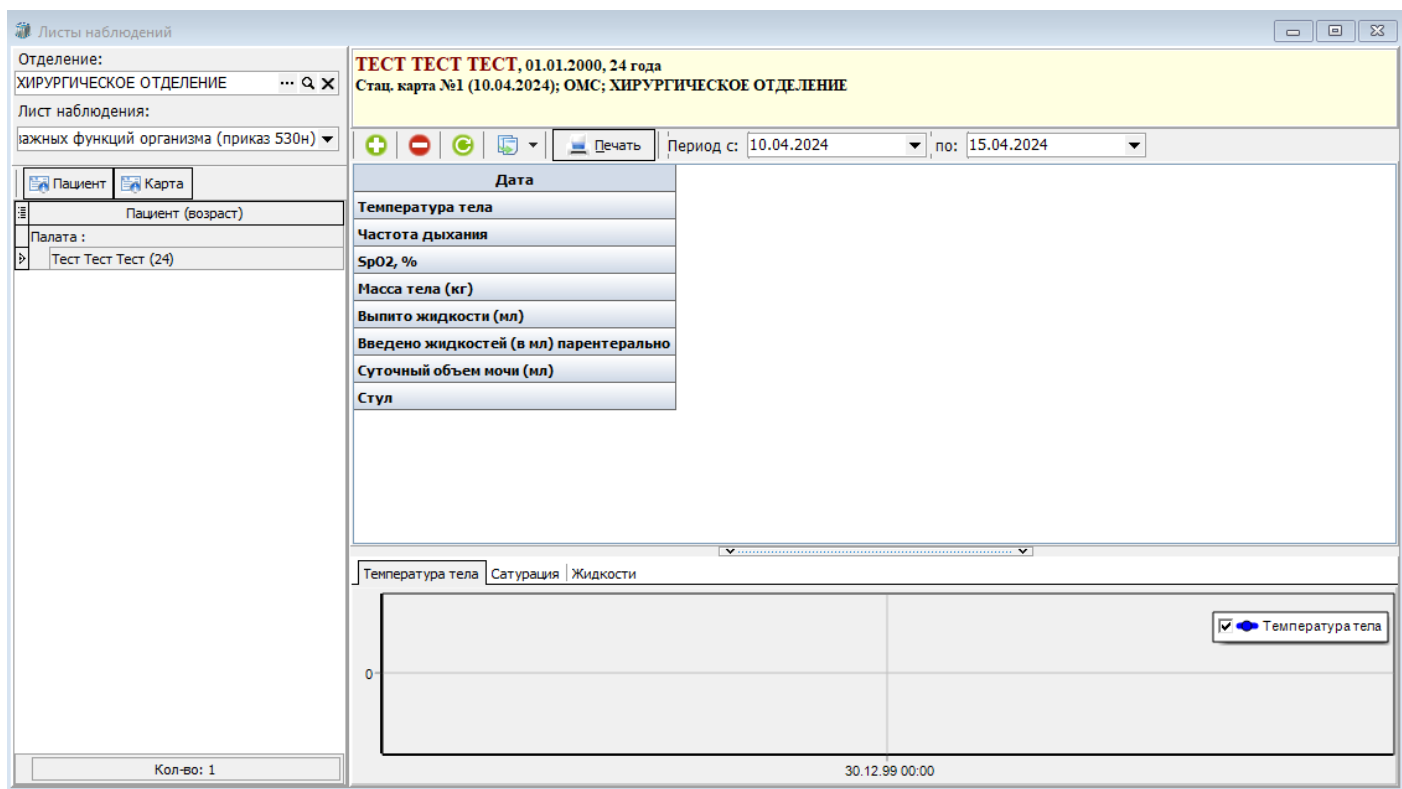 Листы наблюдений
Отделение:
ХИРУРГИЧЕСКОЕ ОТДЕЛЕНИЕ
Лист наблюдения:
важных функций организма (приказ 530н)
Пациент Карта
Пациент (возраст)
Палата :
Тест Тест Тест (24)
Кол-во: 1
ТЕСТ ТЕСТ ТЕСТ, 01.01.2000, 24 года
Стац. карта №1 (10.04.2024); ОМС; ХИРУРГИЧЕСКОЕ ОТДЕЛЕНИЕ
Печать Период с: 10.04.2024 по: 15.04.2024
Дата
Температура тела
Частота дыхания
SpO2, %
Масса тела (кг)
Выпито жидкости (мл)
Введено жидкостей (в мл) парентерально
Суточный объем мочи (мл)
Стул
Температура тела Сатурация Жидкости
Температура тела
0
30.12.99 00:00